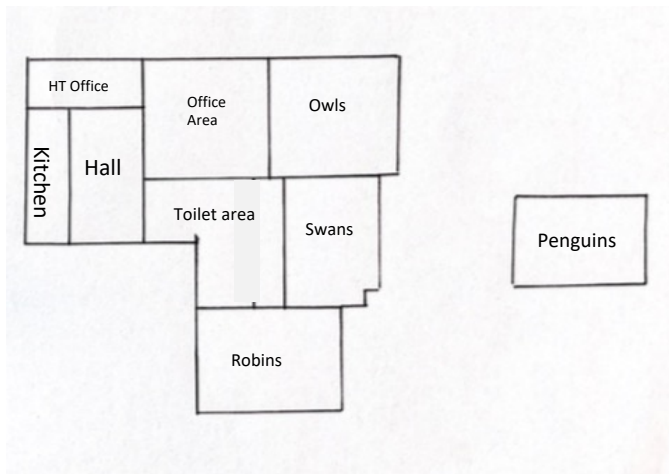 HT Office
Office
Area
Owls
Kitchen
Hall
Toilet area
Swans
Penguins
Robins